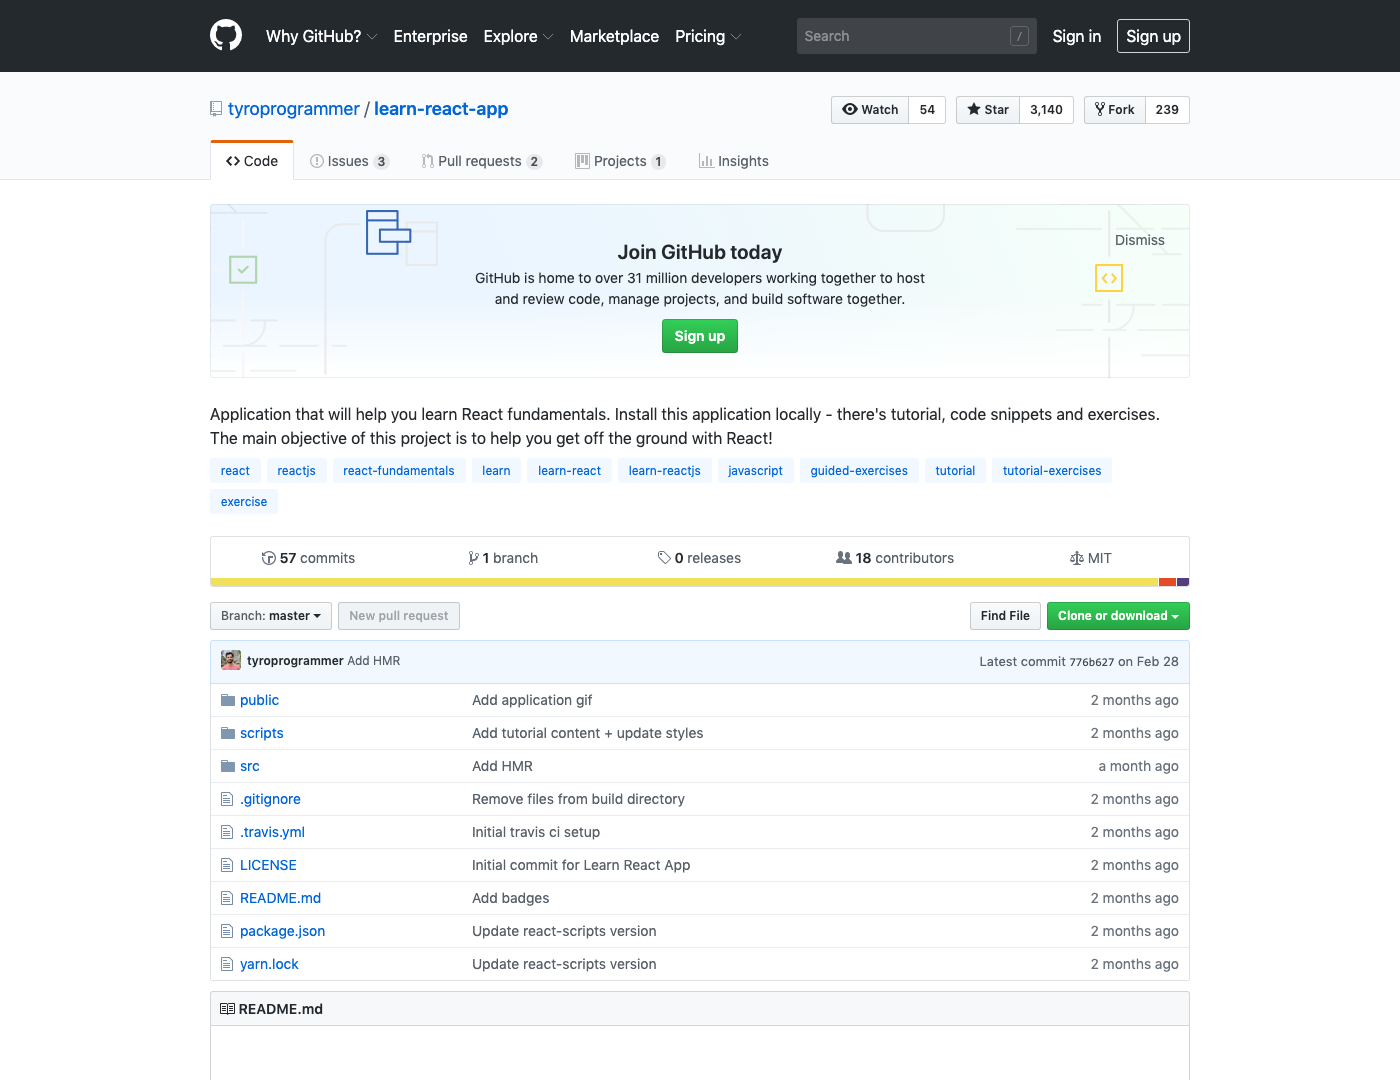 Why GitHub? Enterprise Explore Marketplace Pricing Search / Sign in Sign up
tyroprogrammer / learn-react-app Watch 54 Star 3,140 Fork 239
Code Issues 3 Pull requests 2 Projects 1 Insights
Dismiss
Join GitHub today
GitHub is home to over 31 million developers working together to host
and review code, manage projects, and build software together.
Sign up
Application that will help you learn React fundamentals. Install this application locally - there's tutorial, code snippets and exercises.
The main objective of this project is to help you get off the ground with React!
react reactjs react-fundamentals learn learn-react learn-reactjs javascript guided-exercises tutorial tutorial-exercises
exercise
57 commits 1 branch 0 releases 18 contributors MIT
Branch: master New pull request Find File Clone or download
tyroprogrammer Add HMR Latest commit 776b627 on Feb 28
public Add application gif 2 months ago
scripts Add tutorial content + update styles 2 months ago
src Add HMR a month ago
.gitignore Remove files from build directory 2 months ago
.travis.yml Initial travis ci setup 2 months ago
LICENSE Initial commit for Learn React App 2 months ago
README.md Add badges 2 months ago
package.json Update react-scripts version 2 months ago
yarn.lock Update react-scripts version 2 months ago
README.md